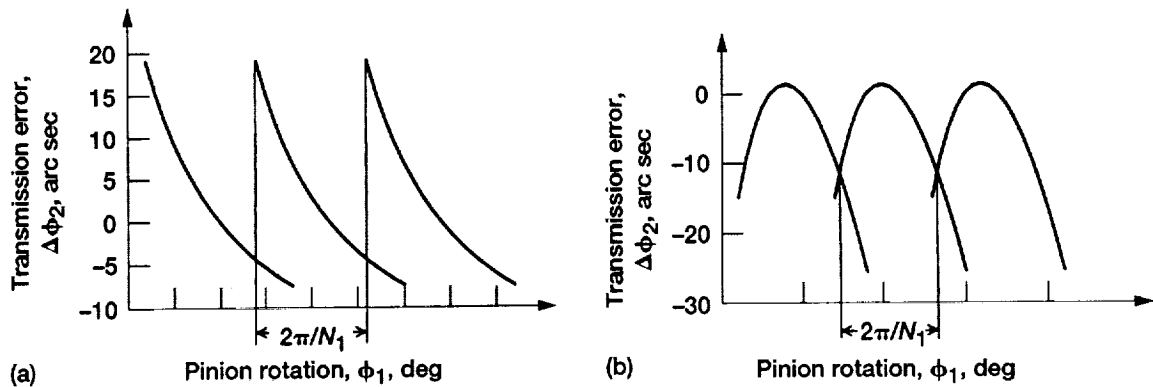 Transmission error,
Δϕ2, arc sec
20
15
10
5
0
–5
–10
2π/N1
Pinion rotation, ϕ1, deg
(a)
Transmission error,
Δϕ2, arc sec
0
–10
–20
–30
2π/N1
Pinion rotation, ϕ1, deg
(b)